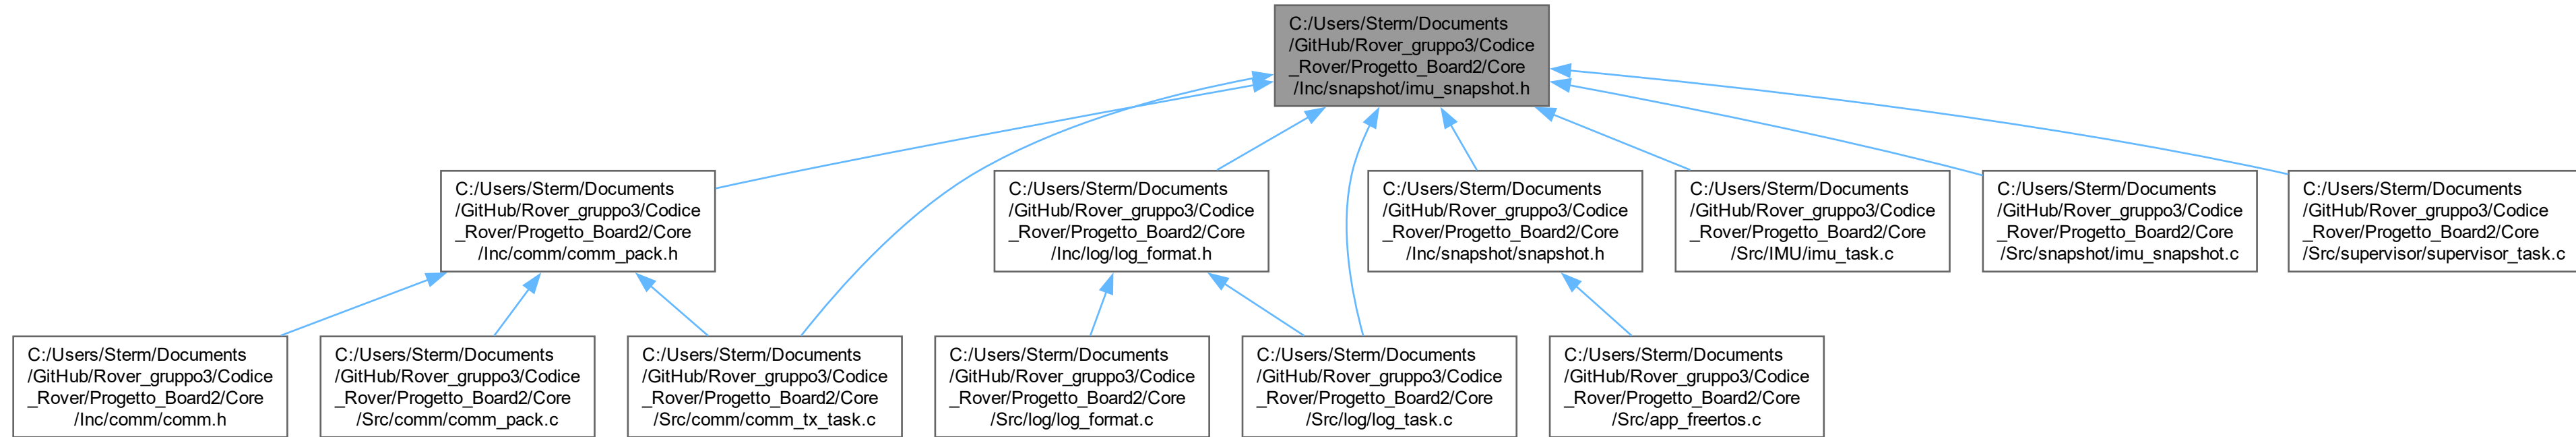 C:/Users/Sterm/Documents
/GitHub/Rover_gruppo3/Codice
_Rover/Progetto_Board2/Core
/Inc/snapshot/imu_snapshot.h
C:/Users/Sterm/Documents
/GitHub/Rover_gruppo3/Codice
_Rover/Progetto_Board2/Core
/Inc/comm/comm_pack.h
C:/Users/Sterm/Documents
/GitHub/Rover_gruppo3/Codice
_Rover/Progetto_Board2/Core
/Inc/log/log_format.h
C:/Users/Sterm/Documents
/GitHub/Rover_gruppo3/Codice
_Rover/Progetto_Board2/Core
/Inc/snapshot/snapshot.h
C:/Users/Sterm/Documents
/GitHub/Rover_gruppo3/Codice
_Rover/Progetto_Board2/Core
/Src/IMU/imu_task.c
C:/Users/Sterm/Documents
/GitHub/Rover_gruppo3/Codice
_Rover/Progetto_Board2/Core
/Src/snapshot/imu_snapshot.c
C:/Users/Sterm/Documents
/GitHub/Rover_gruppo3/Codice
_Rover/Progetto_Board2/Core
/Src/supervisor/supervisor_task.c
C:/Users/Sterm/Documents
/GitHub/Rover_gruppo3/Codice
_Rover/Progetto_Board2/Core
/Inc/comm/comm.h
C:/Users/Sterm/Documents
/GitHub/Rover_gruppo3/Codice
_Rover/Progetto_Board2/Core
/Src/comm/comm_pack.c
C:/Users/Sterm/Documents
/GitHub/Rover_gruppo3/Codice
_Rover/Progetto_Board2/Core
/Src/comm/comm_tx_task.c
C:/Users/Sterm/Documents
/GitHub/Rover_gruppo3/Codice
_Rover/Progetto_Board2/Core
/Src/log/log_format.c
C:/Users/Sterm/Documents
/GitHub/Rover_gruppo3/Codice
_Rover/Progetto_Board2/Core
/Src/log/log_task.c
C:/Users/Sterm/Documents
/GitHub/Rover_gruppo3/Codice
_Rover/Progetto_Board2/Core
/Src/app_freertos.c